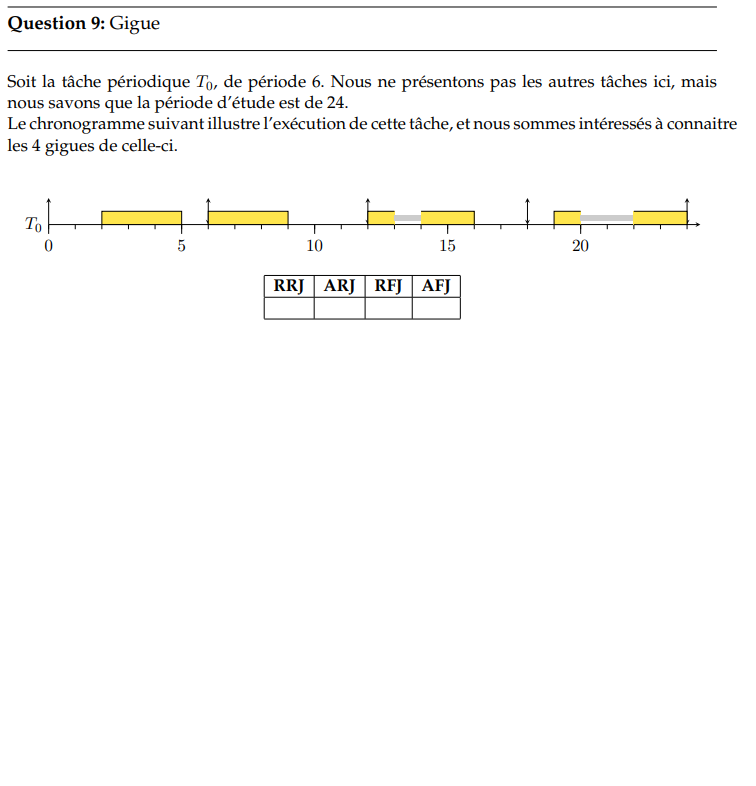 Question 9: Gigue
Soit la tâche périodique T0, de période 6. Nous ne présentons pas les autres tâches ici, mais
nous savons que la période d'étude est de 24.
Le chronogramme suivant illustre l'exécution de cette tâche, et nous sommes intéressés à connaitre
les 4 gigues de celle-ci.
T0
0 5 10 15 20
RRJ ARJ RFJ AFJ